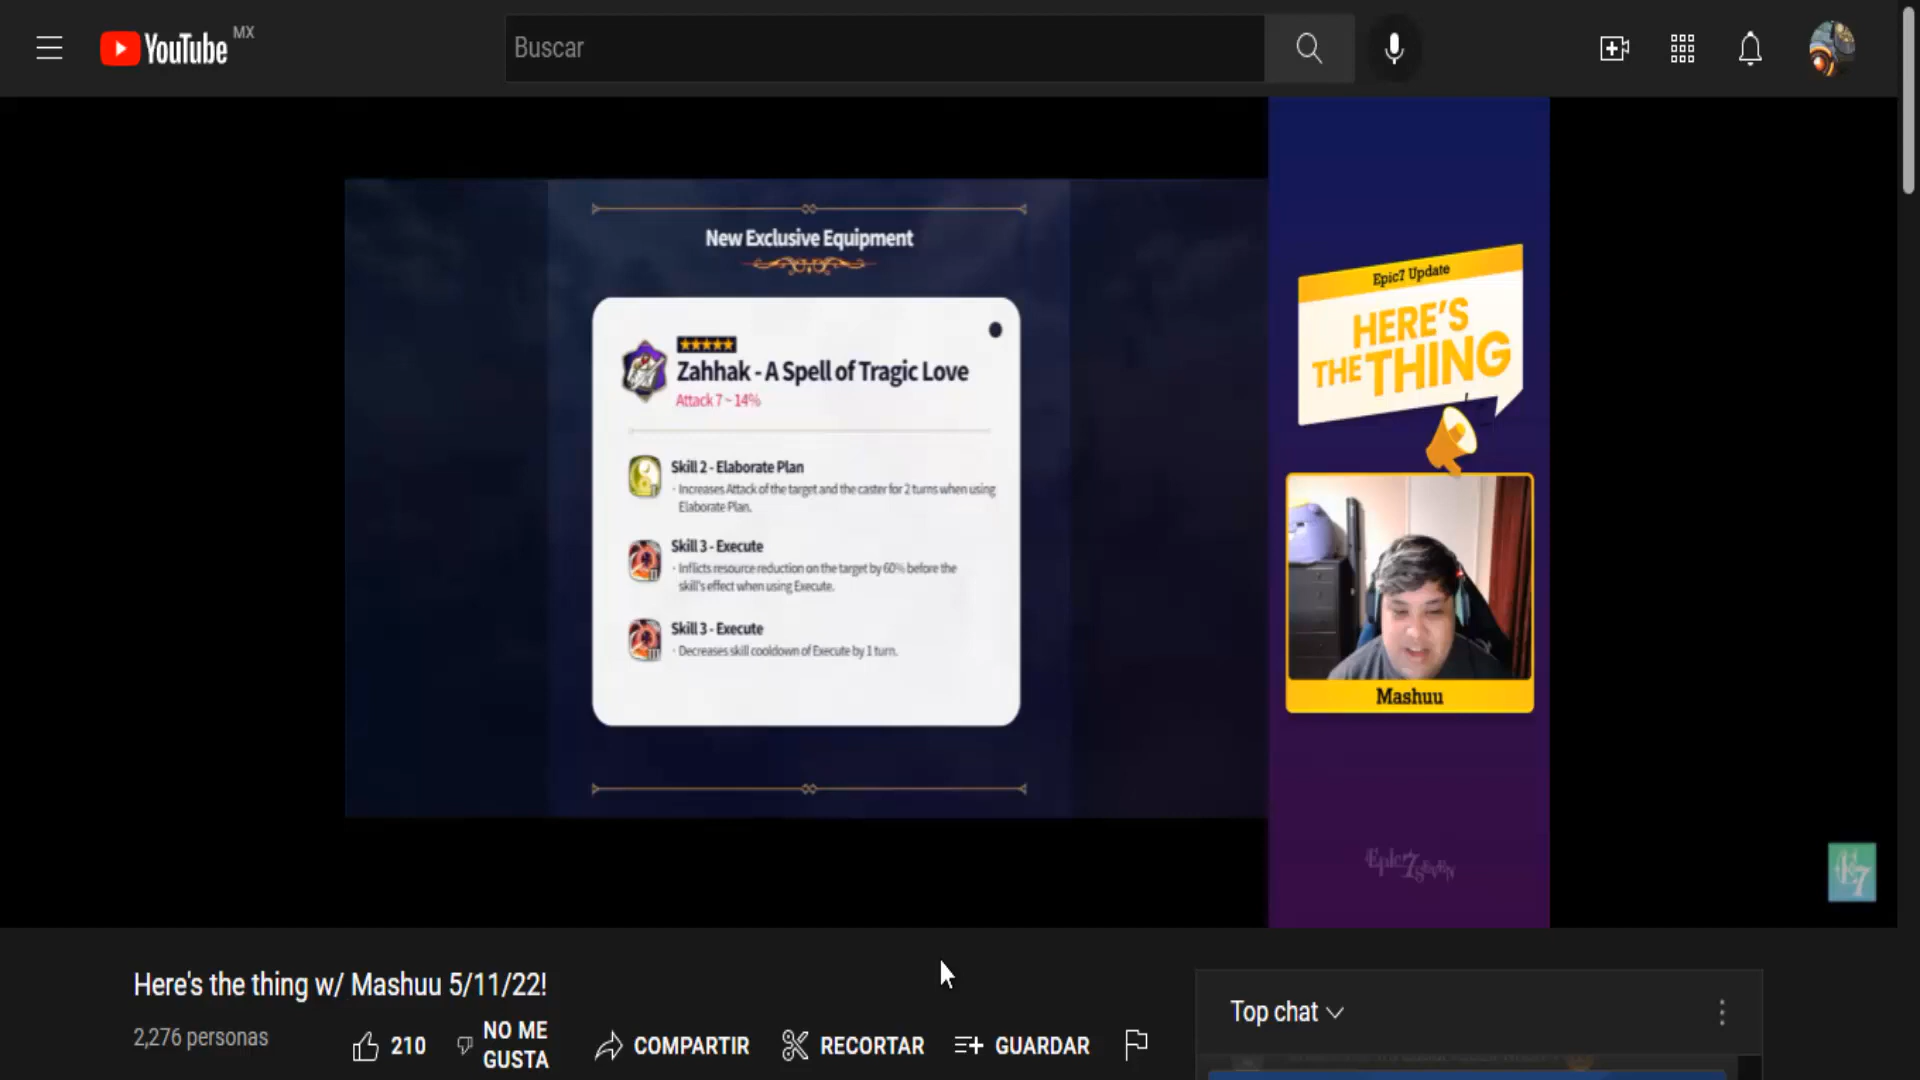 YouTube MX
Buscar
New Exclusive Equipment
Zahhak - A Spell of Tragic Love
Attack 7 ~ 14%
Skill 2 - Elaborate Plan
· Increases Attack of the target and the caster for 2 turns when using
Elaborate Plan.
Skill 3 - Execute
· Inflicts resource reduction on the target by 60% before the
skill's effect when using Execute.
Skill 3 - Execute
· Decreases skill cooldown of Execute by 1 turn.
Epic7 Update
HERE'S
THE THING
Mashuu
Epic7 SEVEN
E7
Here's the thing w/ Mashuu 5/11/22!
2,276 personas
210
NO ME
GUSTA
COMPARTIR
RECORTAR
GUARDAR
Top chat